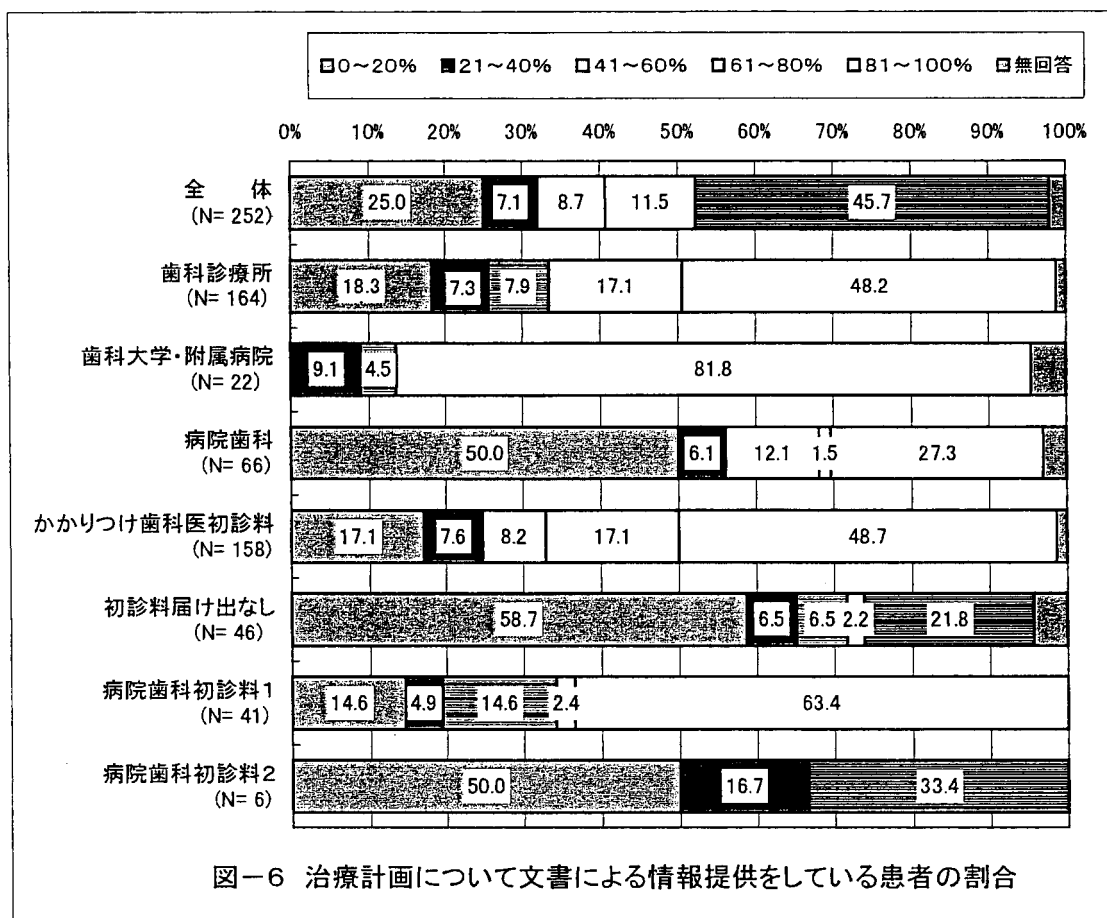 0～20% 21～40% 41～60% 61～80% 81～100% 無回答
0% 10% 20% 30% 40% 50% 60% 70% 80% 90% 100%
全 体
(N= 252)
25.0 7.1 8.7 11.5 45.7
歯科診療所
(N= 164)
18.3 7.3 7.9 17.1 48.2
歯科大学・附属病院
(N= 22)
9.1 4.5 81.8
病院歯科
(N= 66)
50.0 6.1 12.1 1.5 27.3
かかりつけ歯科医初診料
(N= 158)
17.1 7.6 8.2 17.1 48.7
初診料届け出なし
(N= 46)
58.7 6.5 6.5 2.2 21.8
病院歯科初診料1
(N= 41)
14.6 4.9 14.6 2.4 63.4
病院歯科初診料2
(N= 6)
50.0 16.7 33.4
図－6 治療計画について文書による情報提供をしている患者の割合